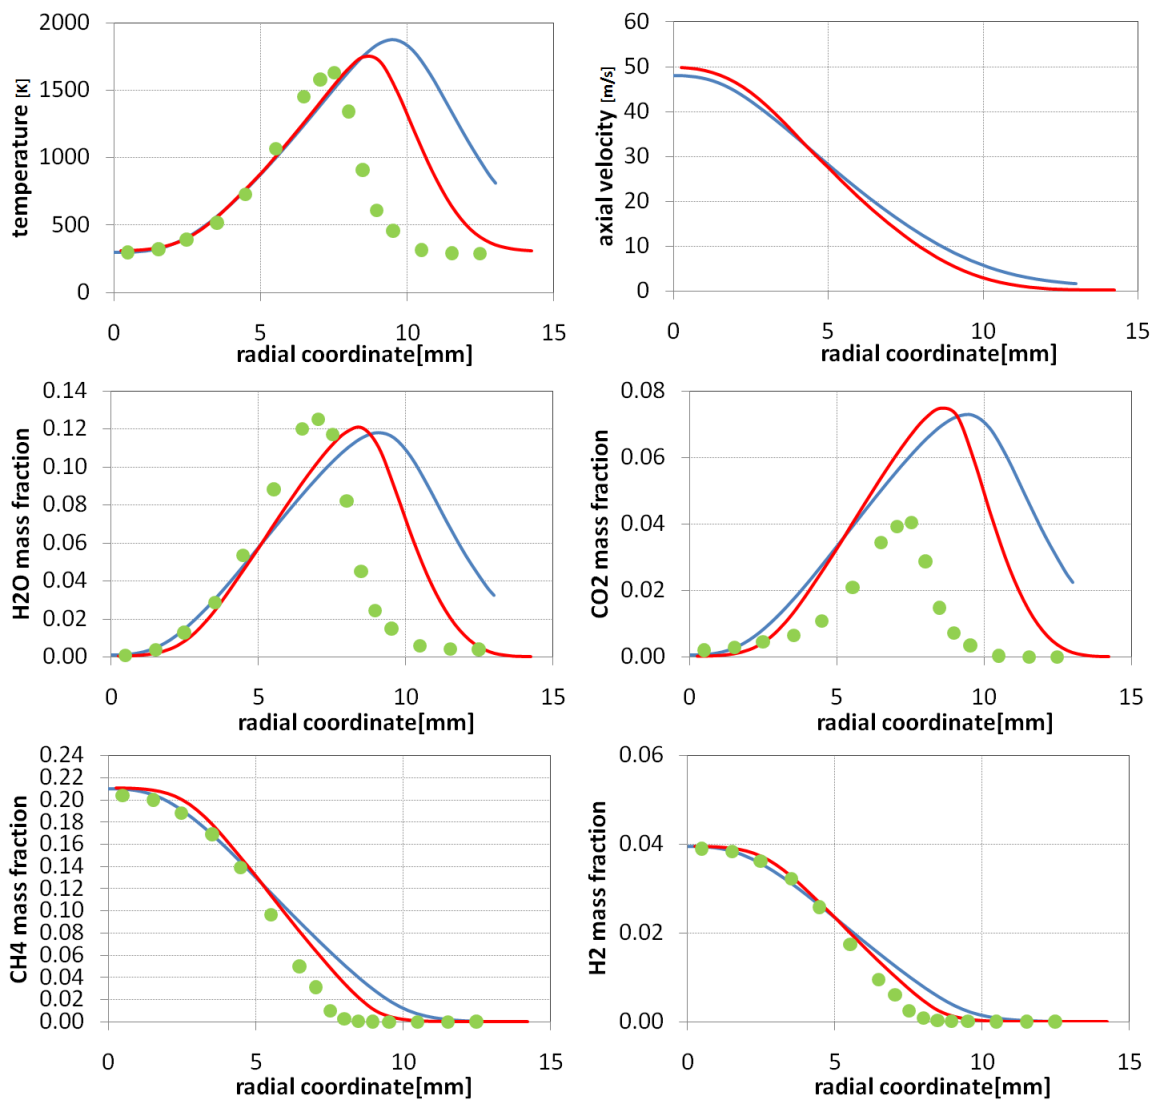 temperature [K]
2000
1500
1000
500
0
0 5 10 15
radial coordinate[mm]
axial velocity [m/s]
60
50
40
30
20
10
0
0 5 10 15
radial coordinate[mm]
H2O mass fraction
0.14
0.12
0.10
0.08
0.06
0.04
0.02
0.00
0 5 10 15
radial coordinate[mm]
CO2 mass fraction
0.08
0.06
0.04
0.02
0.00
0 5 10 15
radial coordinate[mm]
CH4 mass fraction
0.24
0.22
0.20
0.18
0.16
0.14
0.12
0.10
0.08
0.06
0.04
0.02
0.00
0 5 10 15
radial coordinate[mm]
H2 mass fraction
0.06
0.04
0.02
0.00
0 5 10 15
radial coordinate[mm]